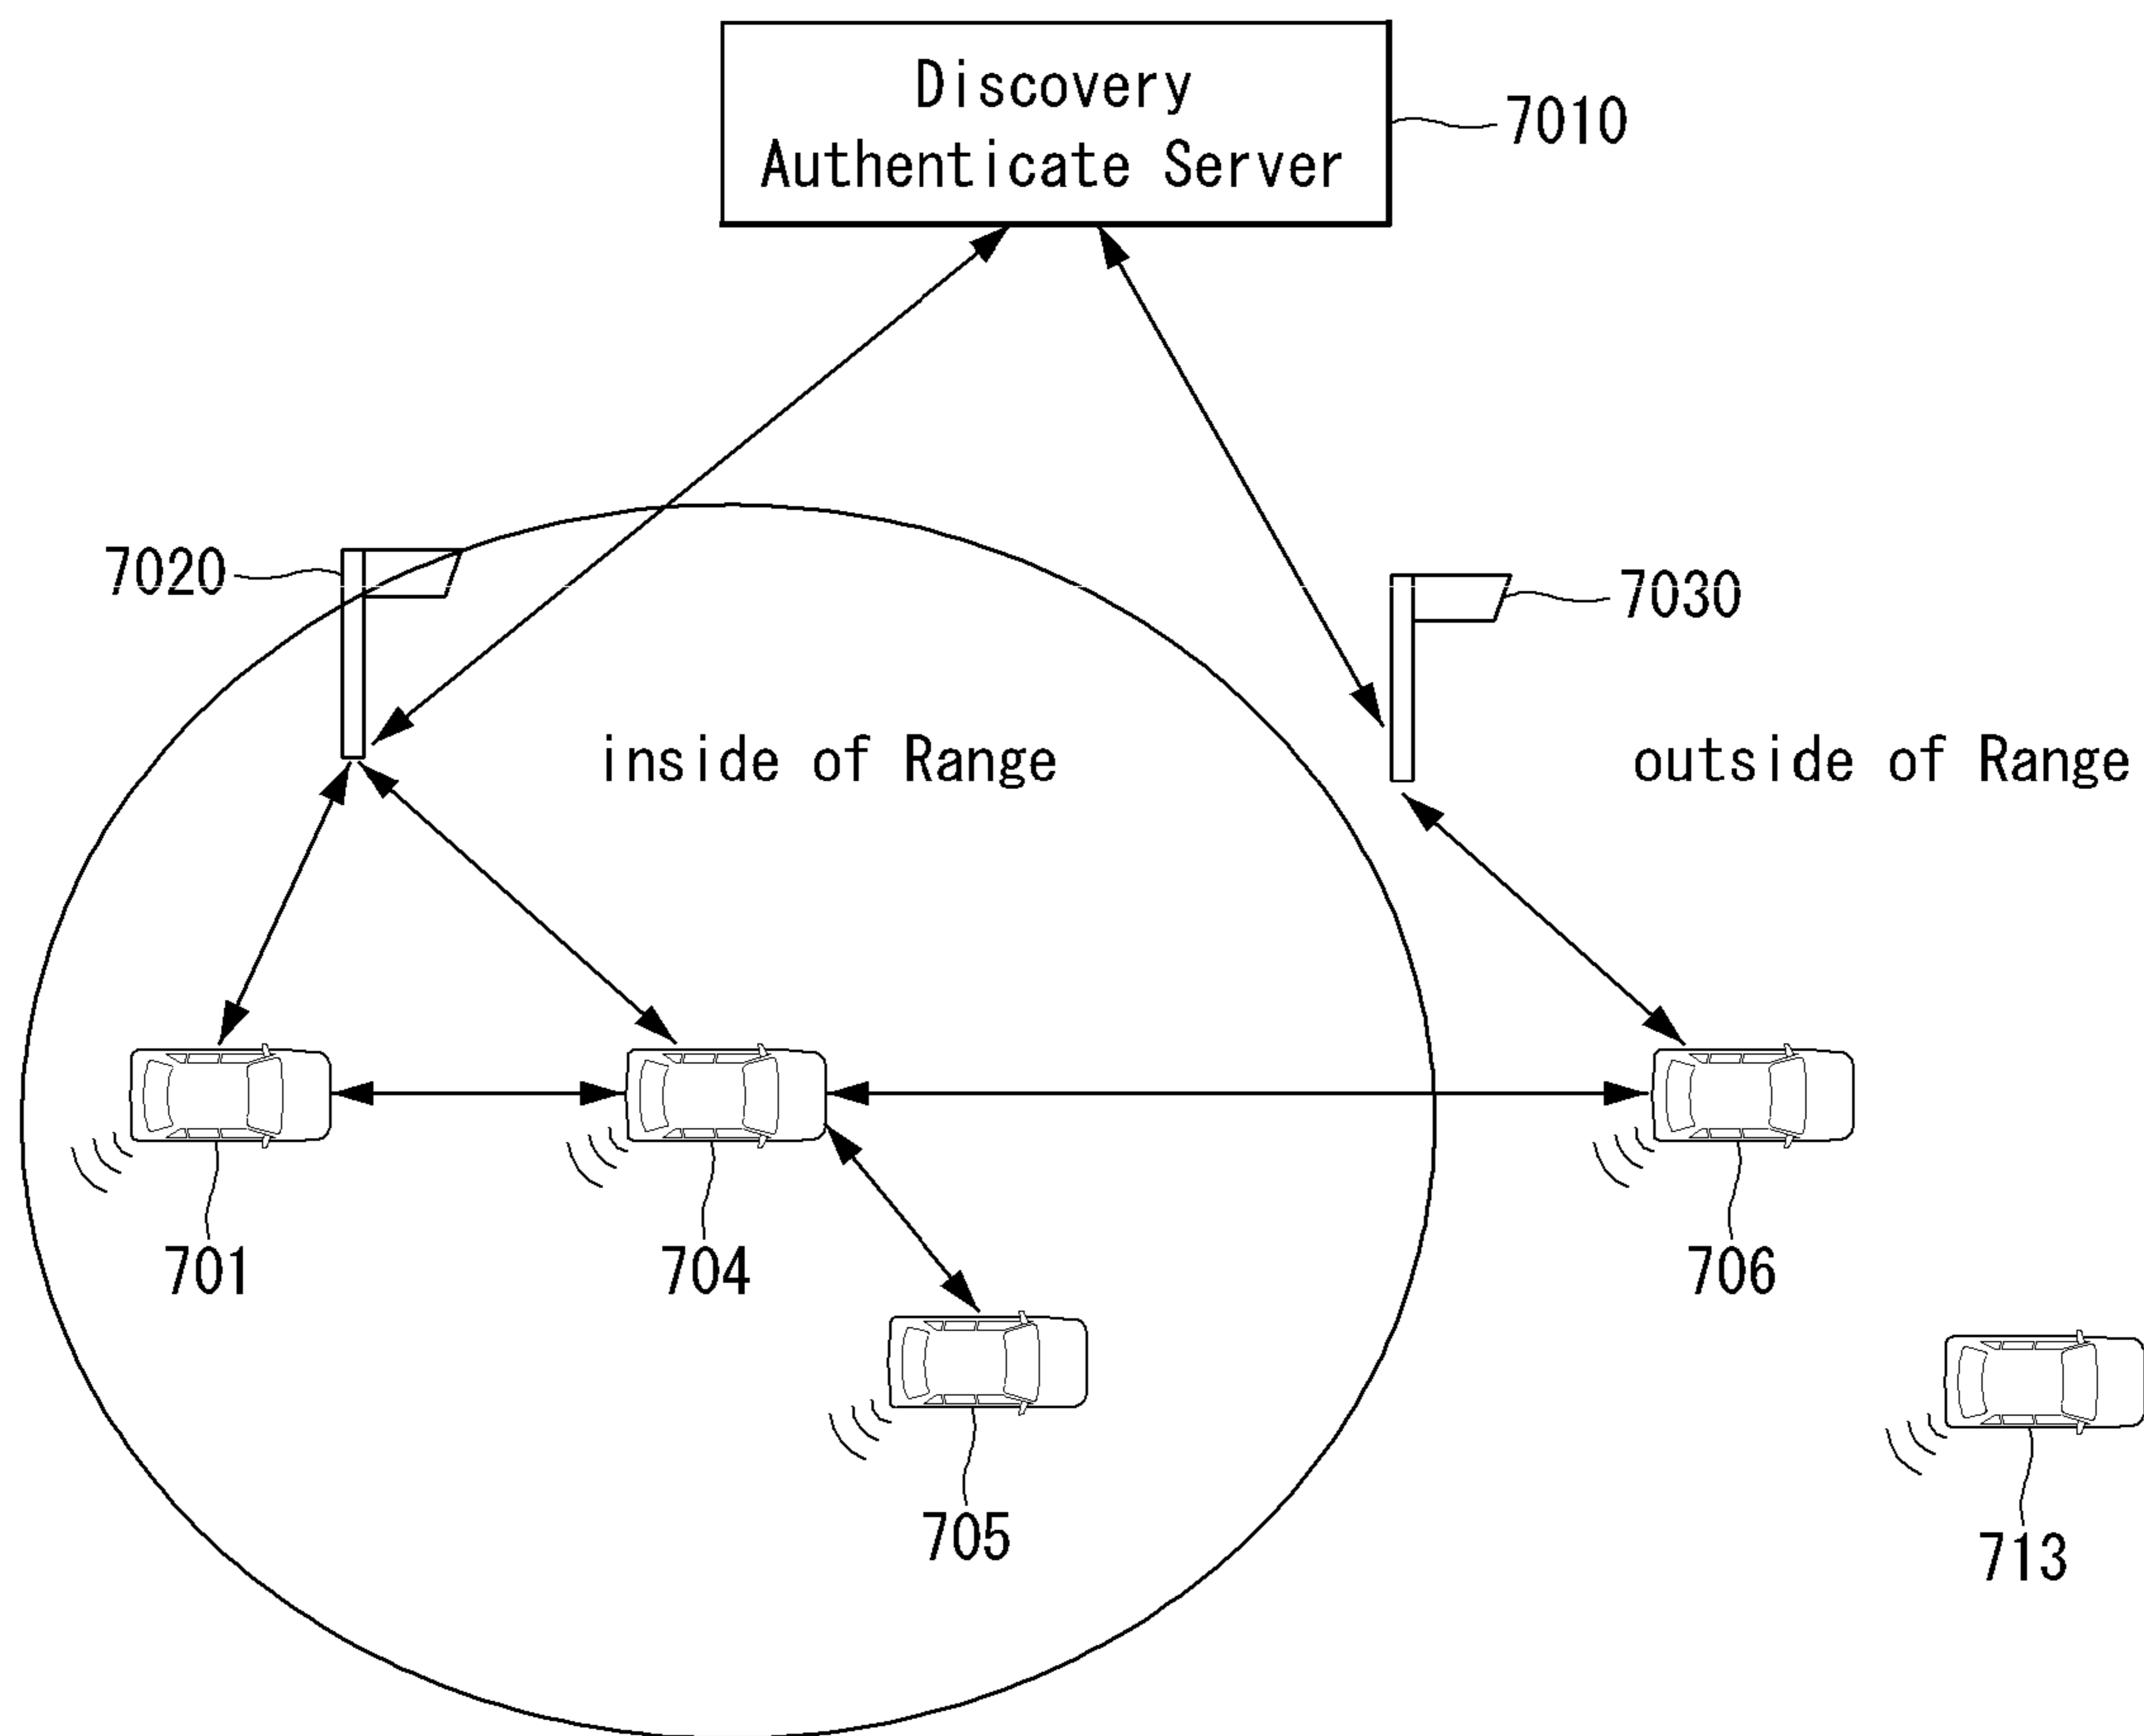 Discovery
Authenticate Server
7010
7020
7030
inside of Range
outside of Range
701
704
706
705
713